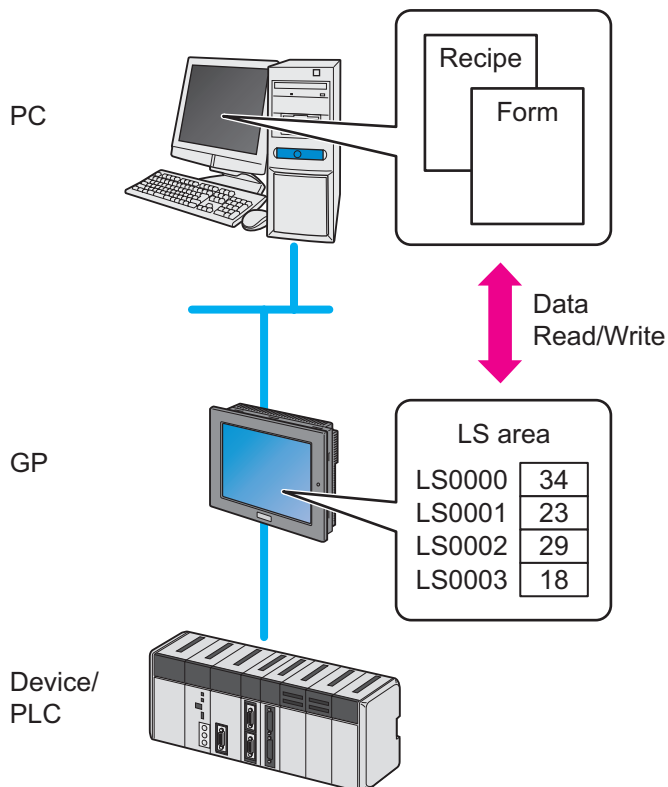 PC
Recipe
Form
Data
Read/Write
GP
LS area
LS0000 34
LS0001 23
LS0002 29
LS0003 18
Device/
PLC